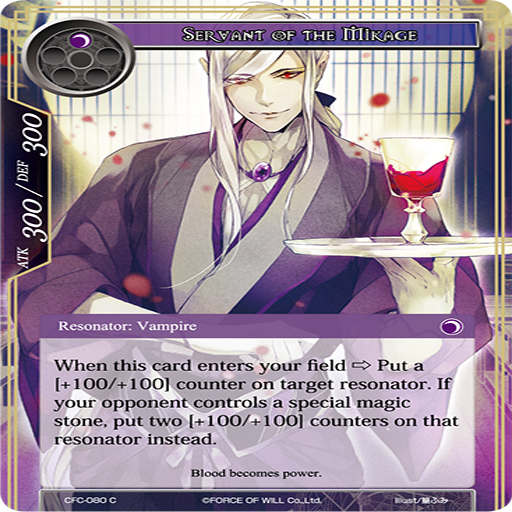 Servant of the Mikage
ATK 300 / DEF 300
Resonator: Vampire
When this card enters your field ⇨ Put a
[+100/+100] counter on target resonator. If
your opponent controls a special magic
stone, put two [+100/+100] counters on that
resonator instead.
Blood becomes power.
CFC-080 C ©FORCE OF WILL Co.,Ltd. Illust/